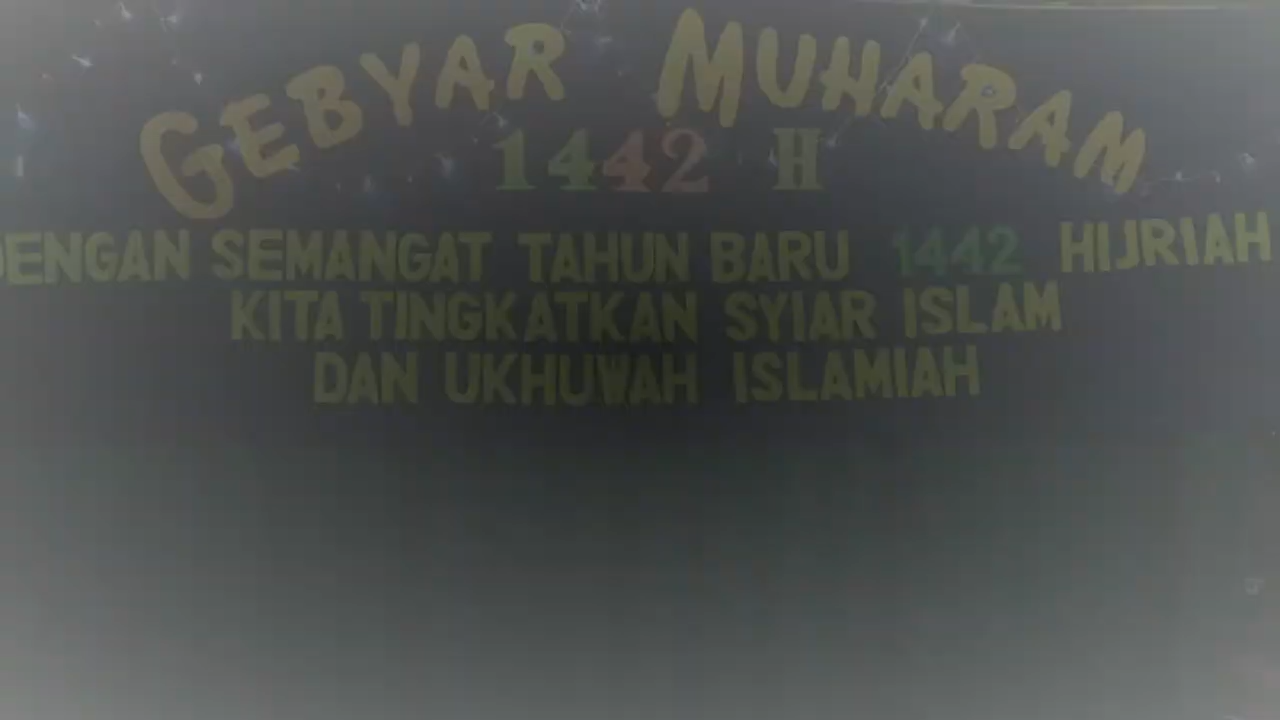 GEBYAR MUHARAM
1442 H
DENGAN SEMANGAT TAHUN BARU 1442 HIJRIAH
KITA TINGKATKAN SYIAR ISLAM
DAN UKHUWAH ISLAMIAH